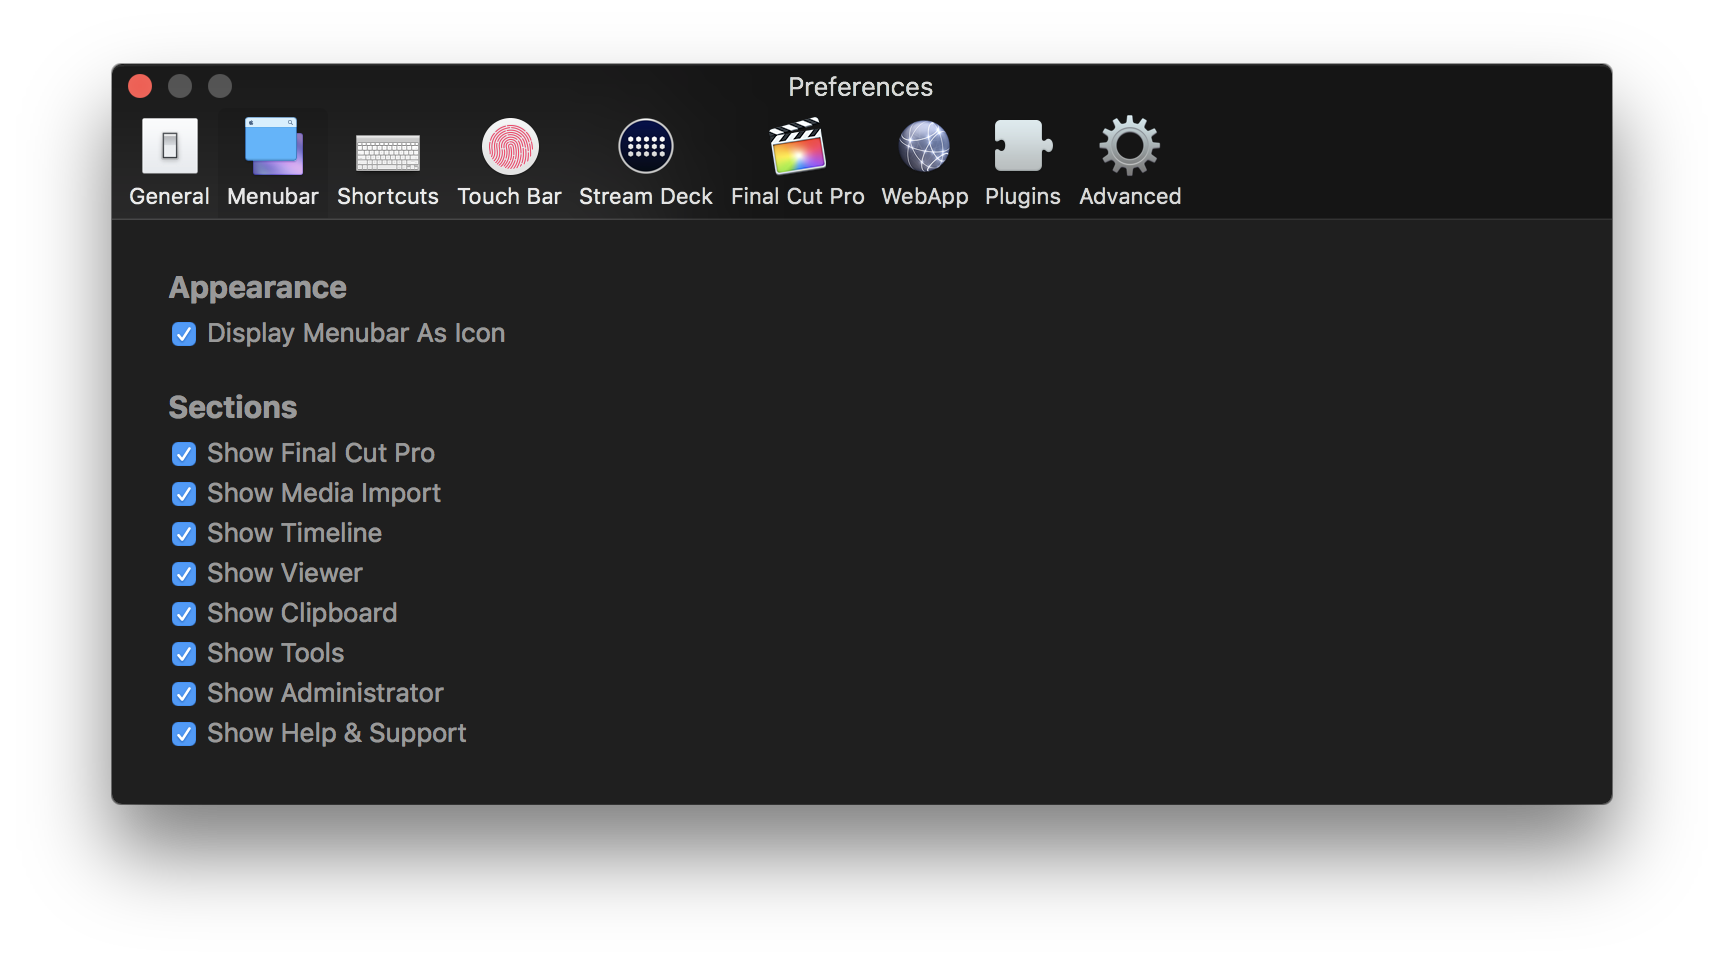 Preferences
General Menubar Shortcuts Touch Bar Stream Deck Final Cut Pro WebApp Plugins Advanced
Appearance
Display Menubar As Icon
Sections
Show Final Cut Pro
Show Media Import
Show Timeline
Show Viewer
Show Clipboard
Show Tools
Show Administrator
Show Help & Support